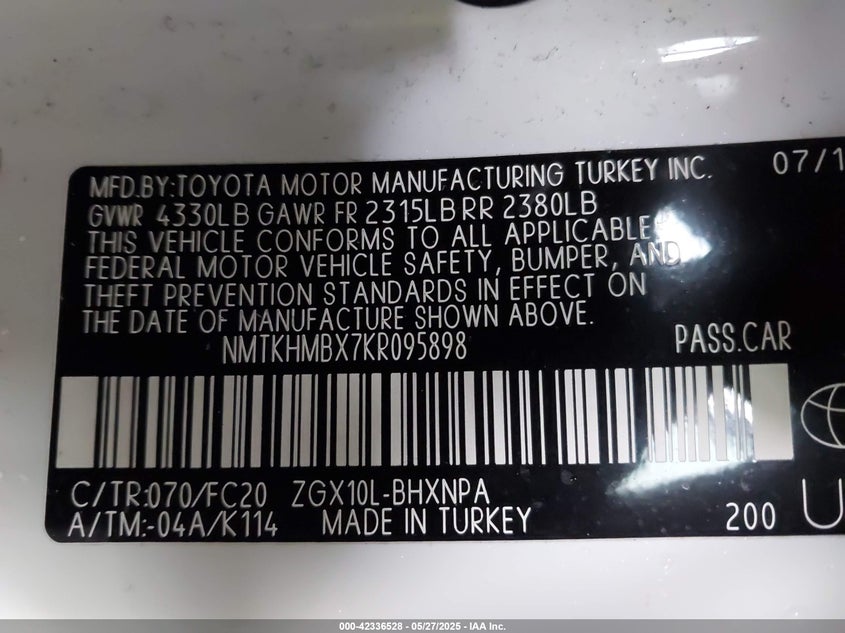 MFD.BY:TOYOTA MOTOR MANUFACTURING TURKEY INC. 07/1
GVWR 4330LB GAWR FR 2315LB RR 2380LB
THIS VEHICLE CONFORMS TO ALL APPLICABLE
FEDERAL MOTOR VEHICLE SAFETY, BUMPER, AND
THEFT PREVENTION STANDARDS IN EFFECT ON
THE DATE OF MANUFACTURE SHOWN ABOVE.
NMTKHMBX7KR095898 PASS.CAR
C/TR:070/FC20 ZGX10L-BHXNPA
A/TM:-04A/K114 MADE IN TURKEY 200 U
000-42336528 - 05/27/2025 - IAA Inc.